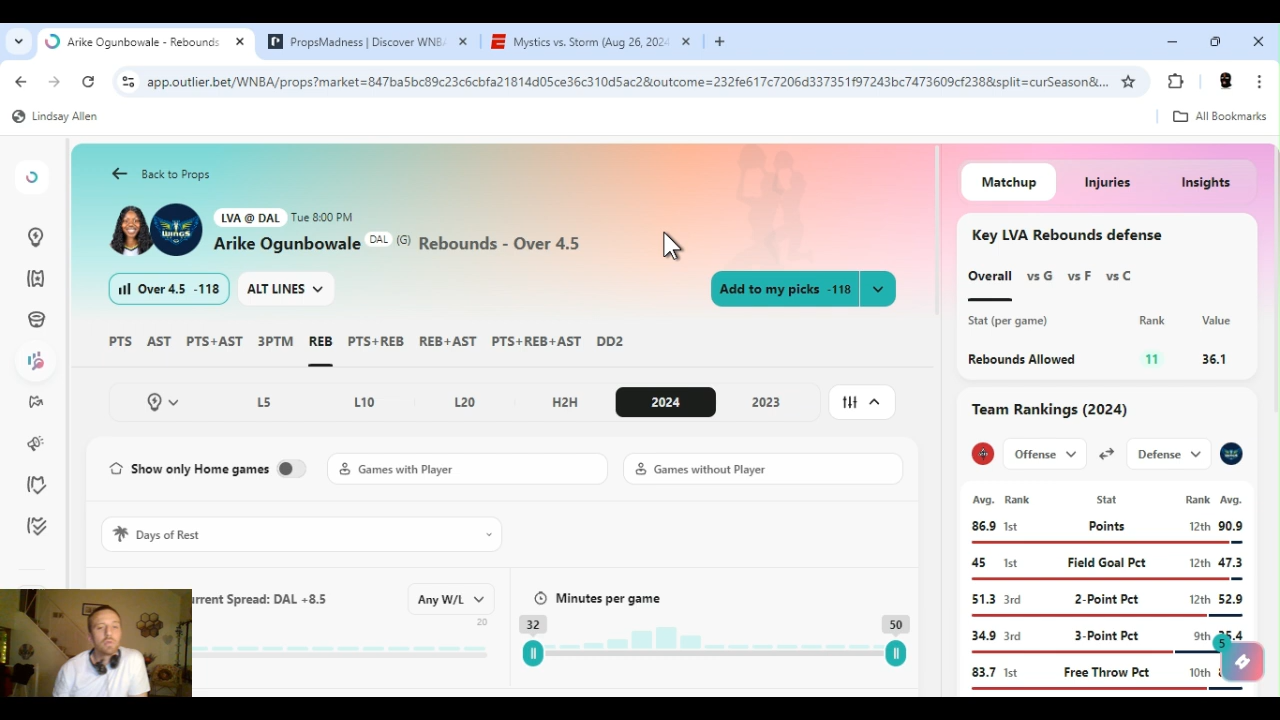 Arike Ogunbowale - Rebounds
PropsMadness | Discover WNB
Mystics vs. Storm (Aug 26, 2024
app.outlier.bet/WNBA/props?market=847ba5bc89c23c6cbfa21814d05ce36c310d5ac2&outcome=232fe617c7206d337351f97243bc7473609cf238&split=curSeason&...
Lindsay Allen
All Bookmarks
Back to Props
LVA @ DAL Tue 8:00 PM
Arike Ogunbowale DAL (G) Rebounds - Over 4.5
WINGS
Over 4.5 -118
ALT LINES
Add to my picks -118
PTS AST PTS+AST 3PTM REB PTS+REB REB+AST PTS+REB+AST DD2
L5 L10 L20 H2H 2024 2023
Show only Home games
Games with Player
Games without Player
Days of Rest
rrent Spread: DAL +8.5
Any W/L
20
Minutes per game
32
50
Matchup Injuries Insights
Key LVA Rebounds defense
Overall vs G vs F vs C
Stat (per game) Rank Value
Rebounds Allowed 11 36.1
Team Rankings (2024)
Offense
Defense
Avg. Rank Stat Rank Avg.
86.9 1st Points 12th 90.9
45 1st Field Goal Pct 12th 47.3
51.3 3rd 2-Point Pct 12th 52.9
34.9 3rd 3-Point Pct 9th 5.4
5
83.7 1st Free Throw Pct 10th